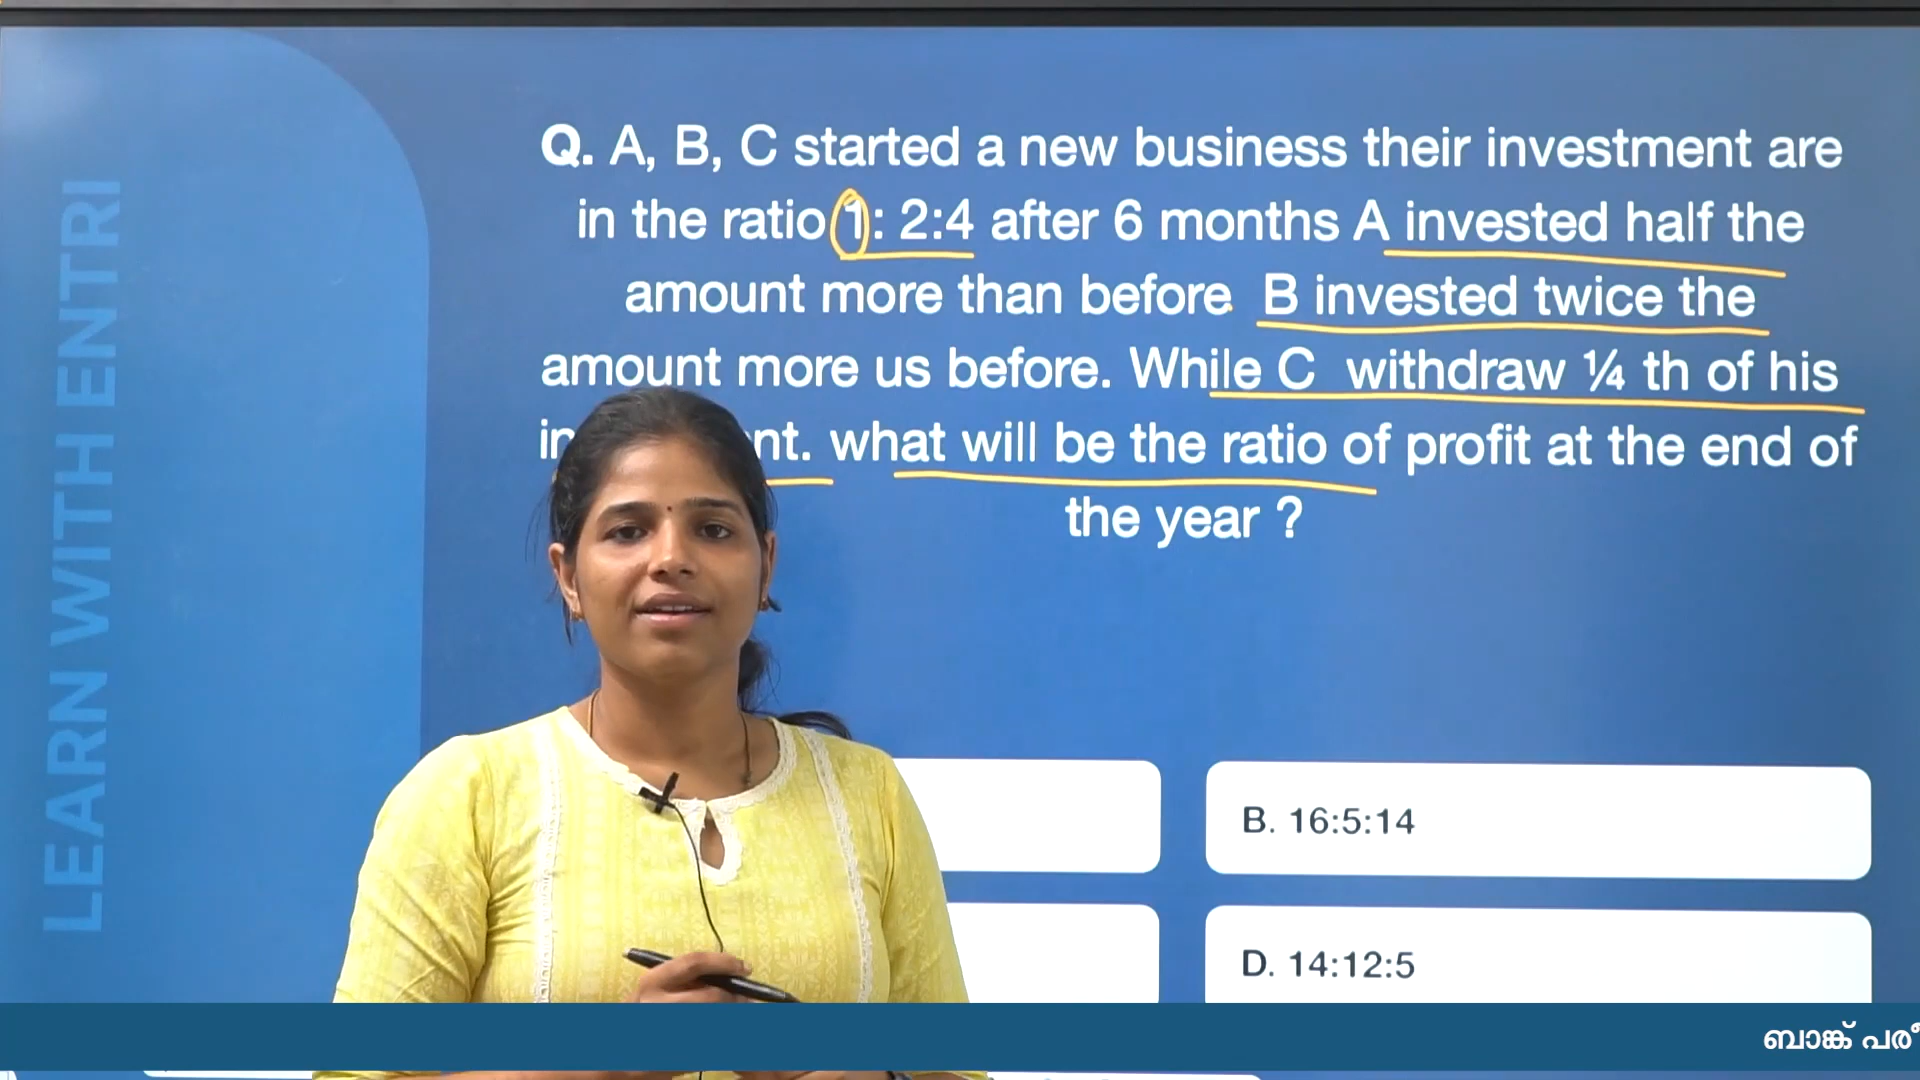 LEARN WITH ENTRI
Q. A, B, C started a new business their investment are
in the ratio 1: 2:4 after 6 months A invested half the
amount more than before. B invested twice the
amount more us before. While C withdraw ¼ th of his
in nt. what will be the ratio of profit at the end of
the year ?
B. 16:5:14
D. 14:12:5
ബാങ്ക്